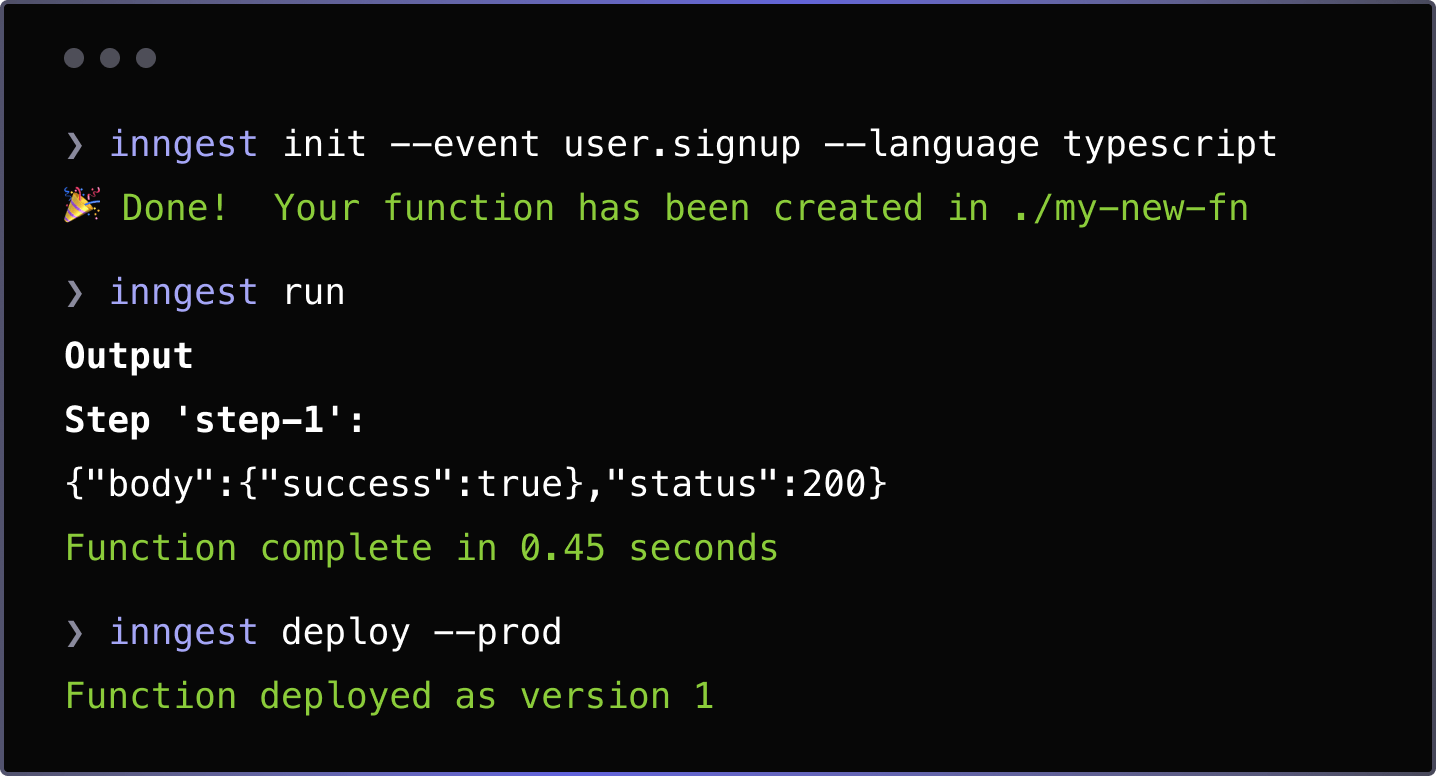 ❯ inngest init --event user.signup --language typescript
🎉 Done!  Your function has been created in ./my-new-fn
❯ inngest run
Output
Step 'step-1':
{"body":{"success":true},"status":200}
Function complete in 0.45 seconds
❯ inngest deploy --prod
Function deployed as version 1